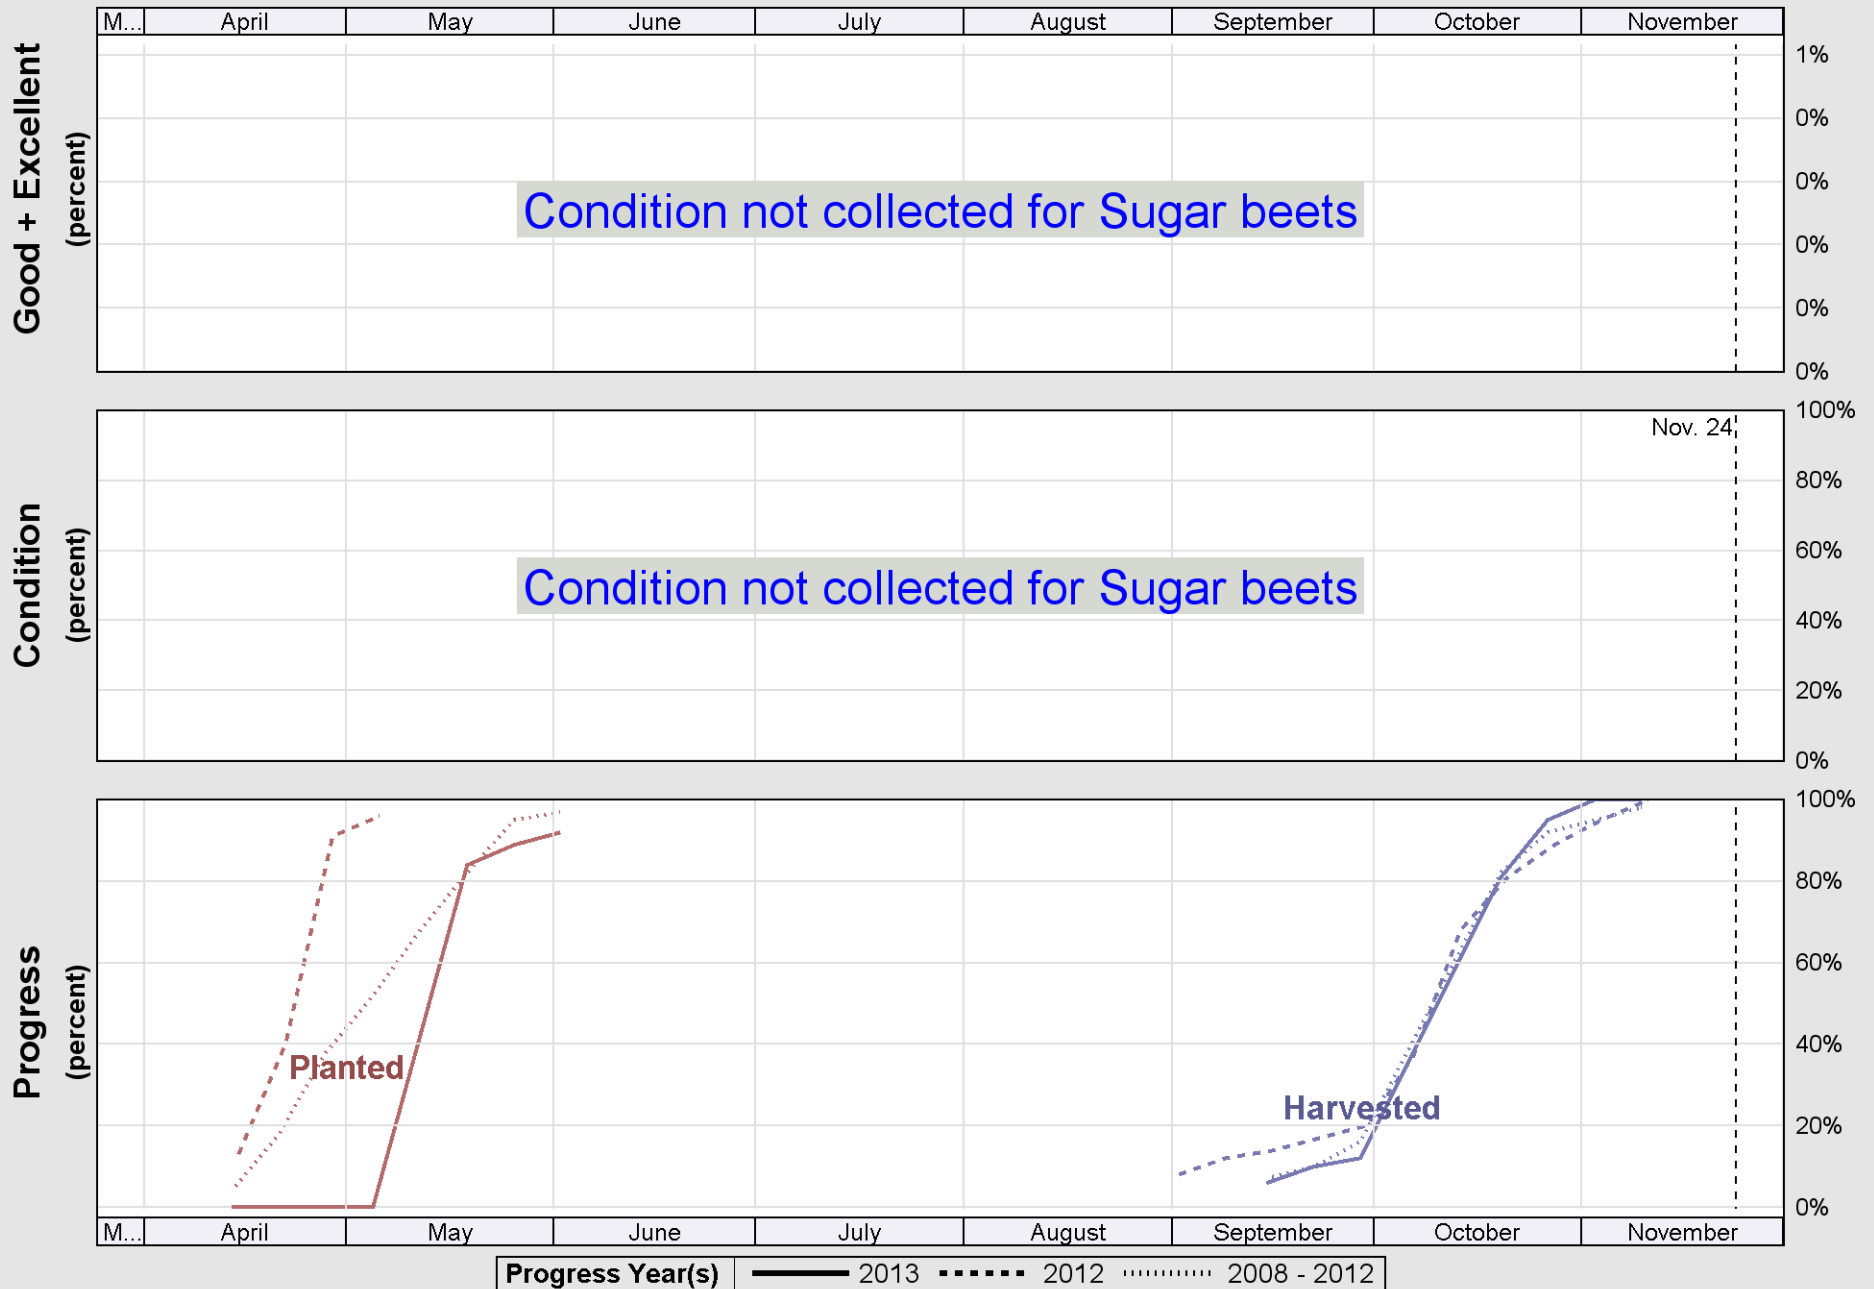 M... April May June July August September October November
Good + Excellent
(percent)
1%
0%
0%
0%
0%
0%
Condition not collected for Sugar beets
Condition
(percent)
100%
80%
60%
40%
20%
0%
Nov. 24
Condition not collected for Sugar beets
Progress
(percent)
100%
80%
60%
40%
20%
0%
Planted
Harvested
M... April May June July August September October November
Progress Year(s) 2013 2012 2008 - 2012